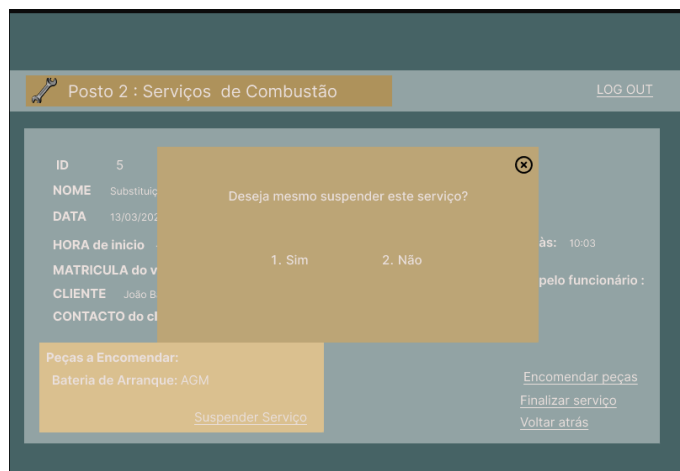 Posto 2 : Serviços de Combustão
LOG OUT
ID 5
NOME
DATA 13/03/202
HORA de inicio
MATRICULA do v
CLIENTE João B
CONTACTO do cl
Deseja mesmo suspender este serviço?
1. Sim 2. Não
às: 10:03
pelo funcionário :
Peças a Encomendar:
Bateria de Arranque: AGM
Suspender Serviço
Encomendar peças
Finalizar serviço
Voltar atrás